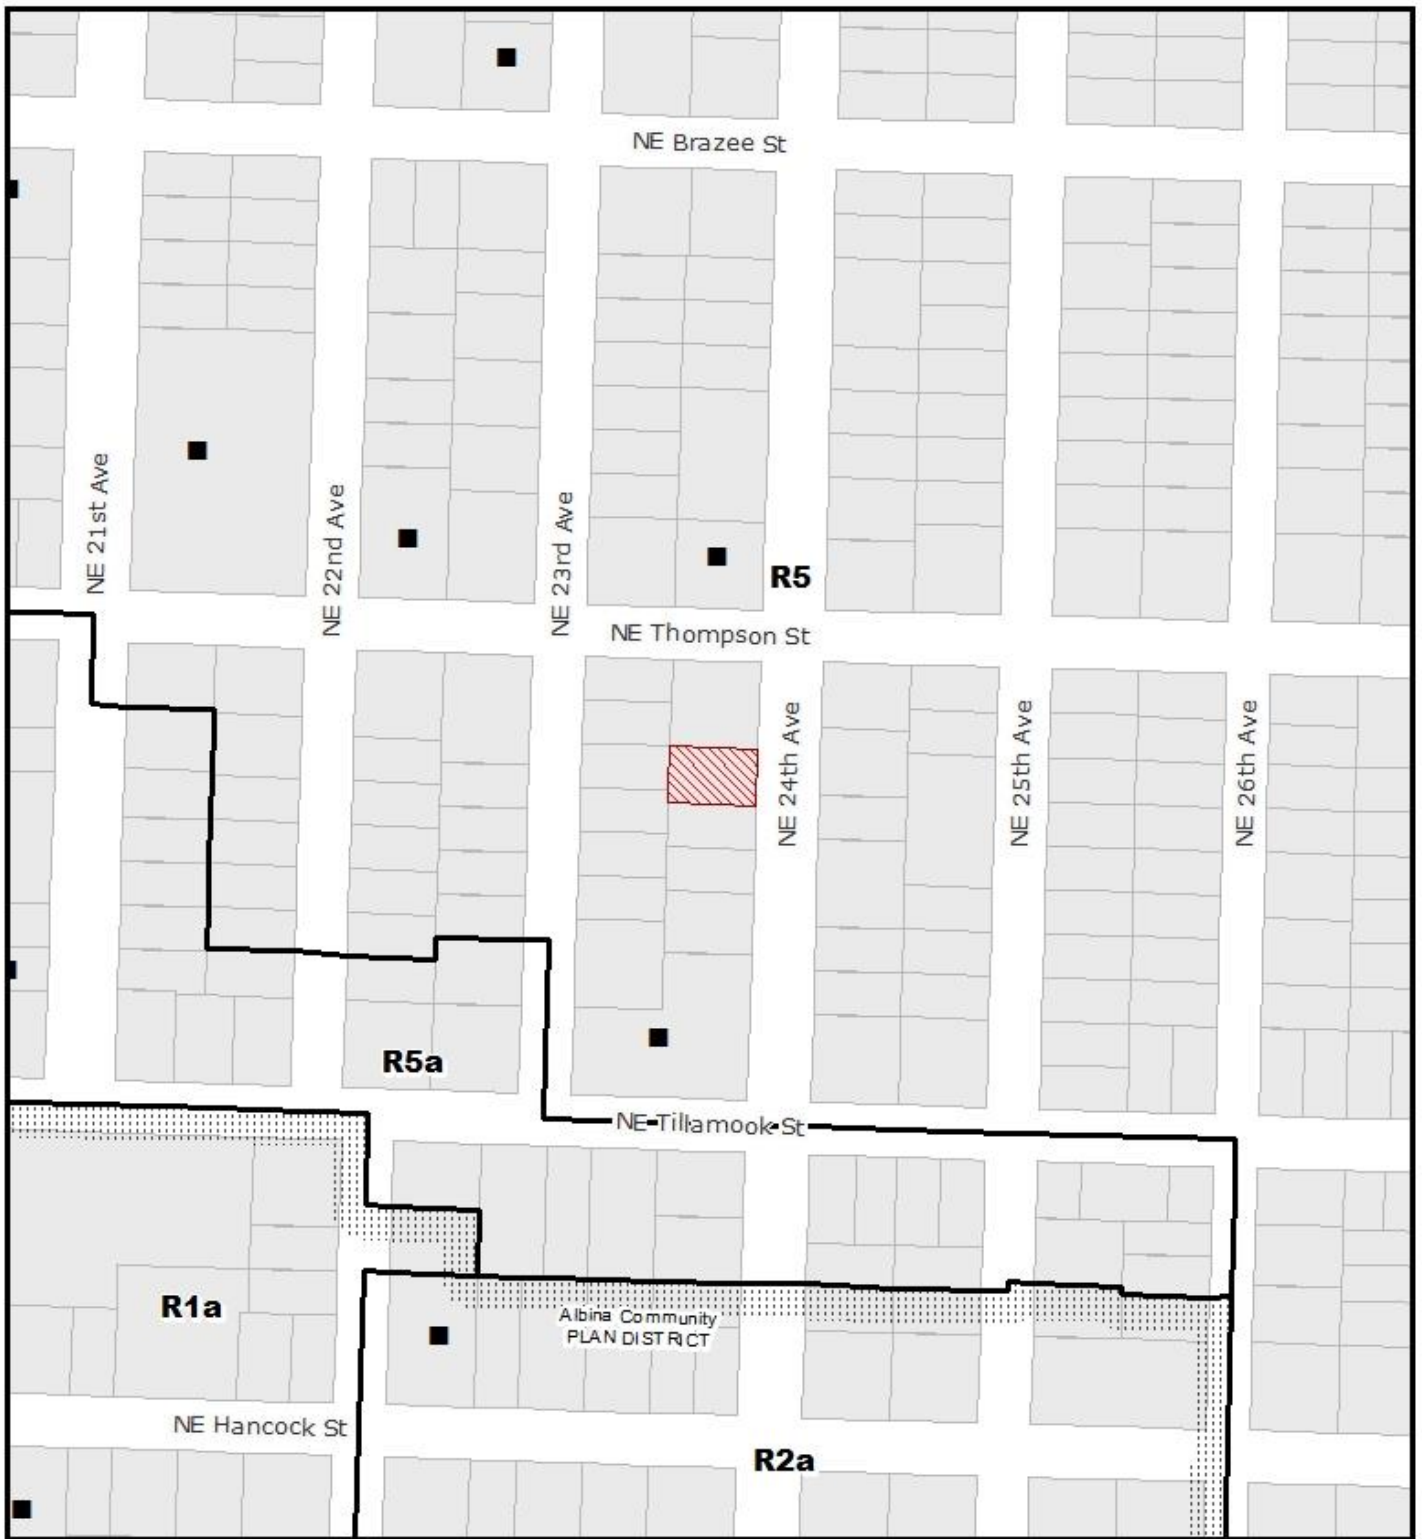 NE Brazee St
NE 21st Ave
NE 22nd Ave
NE 23rd Ave
R5
NE Thompson St
NE 24th Ave
NE 25th Ave
NE 26th Ave
R5a
NE Tillamook St
R1a
Albina Community
PLAN DISTRICT
NE Hancock St
R2a